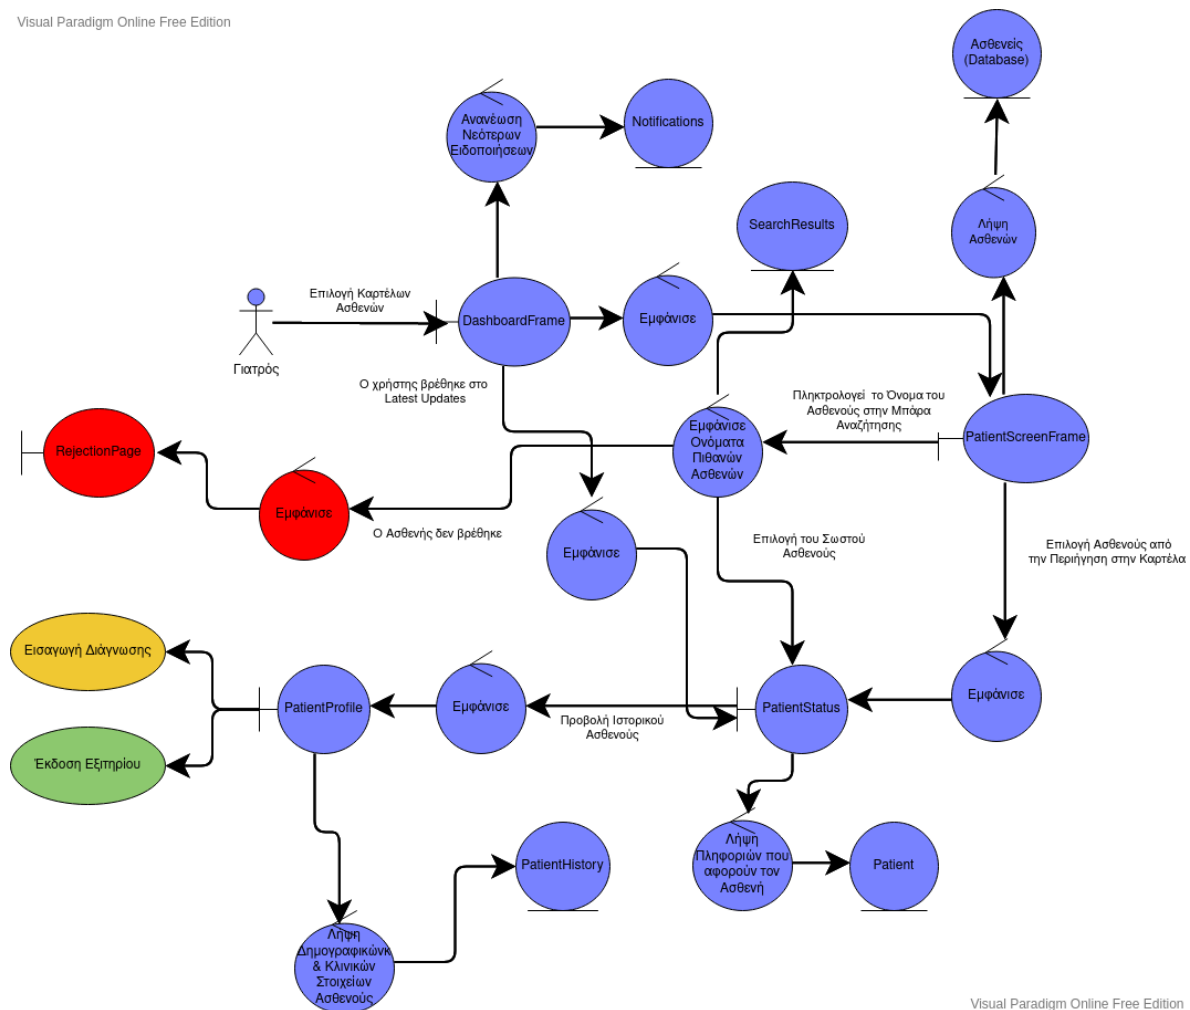 Visual Paradigm Online Free Edition
Ασθενείς
(Database)
Ανανέωση
Νεότερων
Ειδοποιήσεων
Notifications
SearchResults
Λήψη
Ασθενών
Επιλογή Καρτέλων
Ασθενών
DashboardFrame
Εμφάνισε
Γιατρός
Ο χρήστης βρέθηκε στο
Latest Updates
Πληκτρολογεί το Όνομα του
Ασθενούς στην Μπάρα
Αναζήτησης
Εμφάνισε
Ονόματα
Πιθανών
Ασθενών
PatientScreenFrame
RejectionPage
Εμφάνισε
Ο Ασθενής δεν βρέθηκε
Εμφάνισε
Επιλογή του Σωστού
Ασθενούς
Επιλογή Ασθενούς από
την Περιήγηση στην Καρτέλα
Εισαγωγή Διάγνωσης
PatientProfile
Εμφάνισε
Προβολή Ιστορικού
Ασθενούς
PatientStatus
Εμφάνισε
Έκδοση Εξιτηρίου
Λήψη
Πληφοριών που
αφορούν τον
Ασθενή
Patient
PatientHistory
Λήψη
Δημογραφικώνκ
& Κλινικών
Στοιχείων
Ασθενούς
Visual Paradigm Online Free Edition